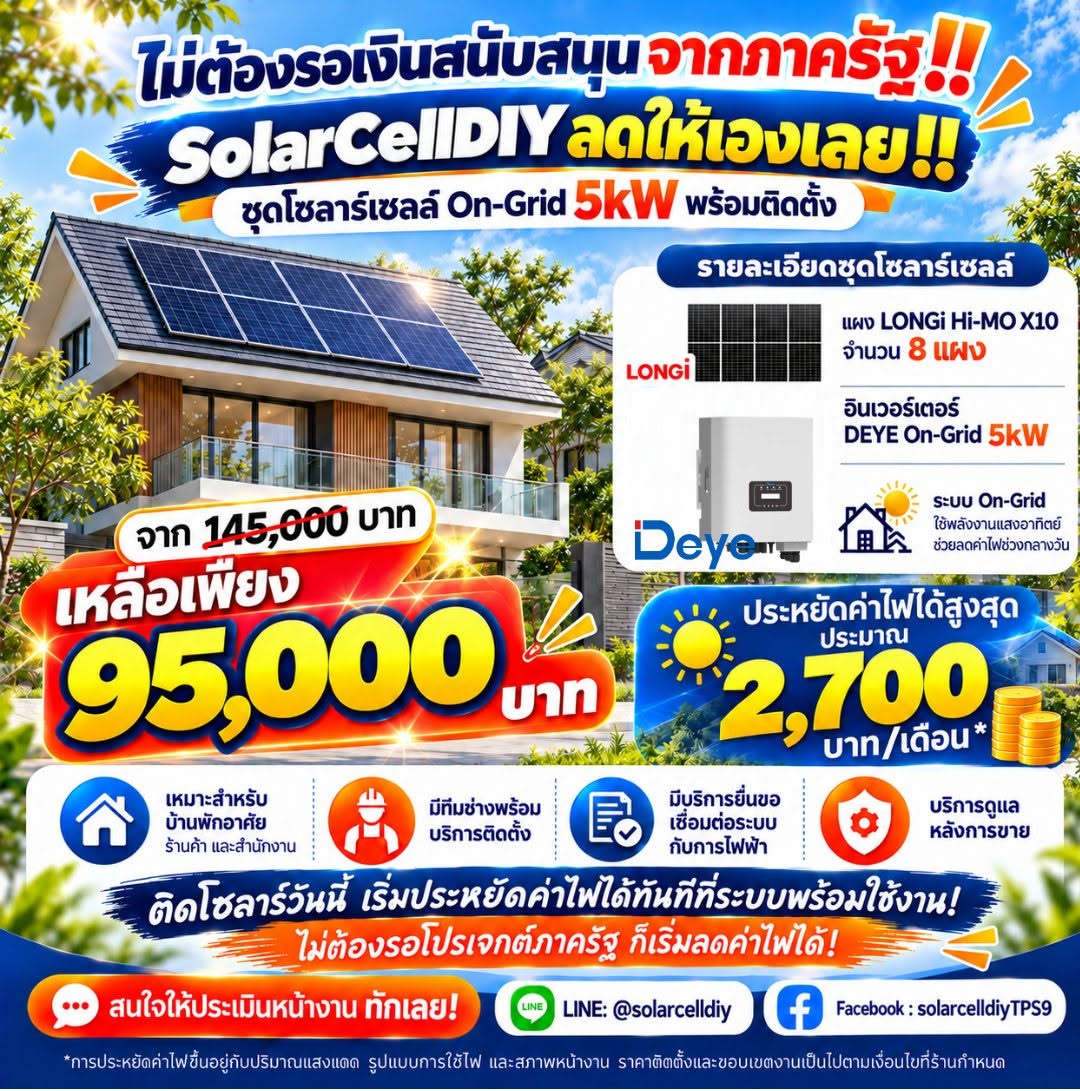 ไม่ต้องรอเงินสนับสนุน จากภาครัฐ!!
SolarCellDIY ลดให้เองเลย!!
ชุดโซลาร์เซลล์ On-Grid 5kW พร้อมติดตั้ง
รายละเอียดชุดโซลาร์เซลล์
LONGi
แผง LONGi Hi-MO X10
จำนวน 8 แผง
อินเวอร์เตอร์
DEYE On-Grid 5kW
Deye
ระบบ On-Grid
ใช้พลังงานแสงอาทิตย์
ช่วยลดค่าไฟช่วงกลางวัน
จาก 145,000 บาท
เหลือเพียง
95,000
บาท
ประหยัดค่าไฟได้สูงสุด
ประมาณ
2,700
บาท/เดือน*
เหมาะสำหรับ
บ้านพักอาศัย
ร้านค้า และสำนักงาน
มีทีมช่างพร้อม
บริการติดตั้ง
มีบริการยื่นขอ
เชื่อมต่อระบบ
กับการไฟฟ้า
บริการดูแล
หลังการขาย
ติดโซลาร์วันนี้ เริ่มประหยัดค่าไฟได้ทันทีที่ระบบพร้อมใช้งาน!
ไม่ต้องรอโปรเจกต์ภาครัฐ ก็เริ่มลดค่าไฟได้!
สนใจให้ประเมินหน้างาน ทักเลย!
LINE
LINE: @solarcelldiy
Facebook : solarcelldiyTPS9
*การประหยัดค่าไฟขึ้นอยู่กับปริมาณแสงแดด รูปแบบการใช้ไฟ และสภาพหน้างาน ราคาติดตั้งและขอบเขตงานเป็นไปตามเงื่อนไขที่ร้านกำหนด